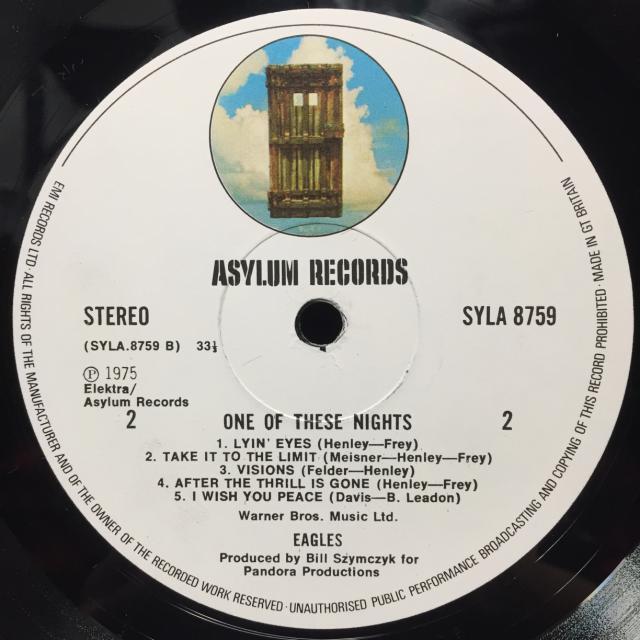 ASYLUM RECORDS
STEREO
SYLA 8759
(SYLA.8759 B) 33⅓
Ⓟ 1975
Elektra/
Asylum Records
2 ONE OF THESE NIGHTS 2
1. LYIN' EYES (Henley—Frey)
2. TAKE IT TO THE LIMIT (Meisner—Henley—Frey)
3. VISIONS (Felder—Henley)
4. AFTER THE THRILL IS GONE (Henley—Frey)
5. I WISH YOU PEACE (Davis—B. Leadon)
Warner Bros. Music Ltd.
EAGLES
Produced by Bill Szymczyk for
Pandora Productions
EMI RECORDS LTD · ALL RIGHTS OF THE MANUFACTURER AND OF THE OWNER OF THE RECORDED WORK RESERVED · UNAUTHORISED PUBLIC PERFORMANCE BROADCASTING AND COPYING OF THIS RECORD PROHIBITED · MADE IN GT BRITAIN